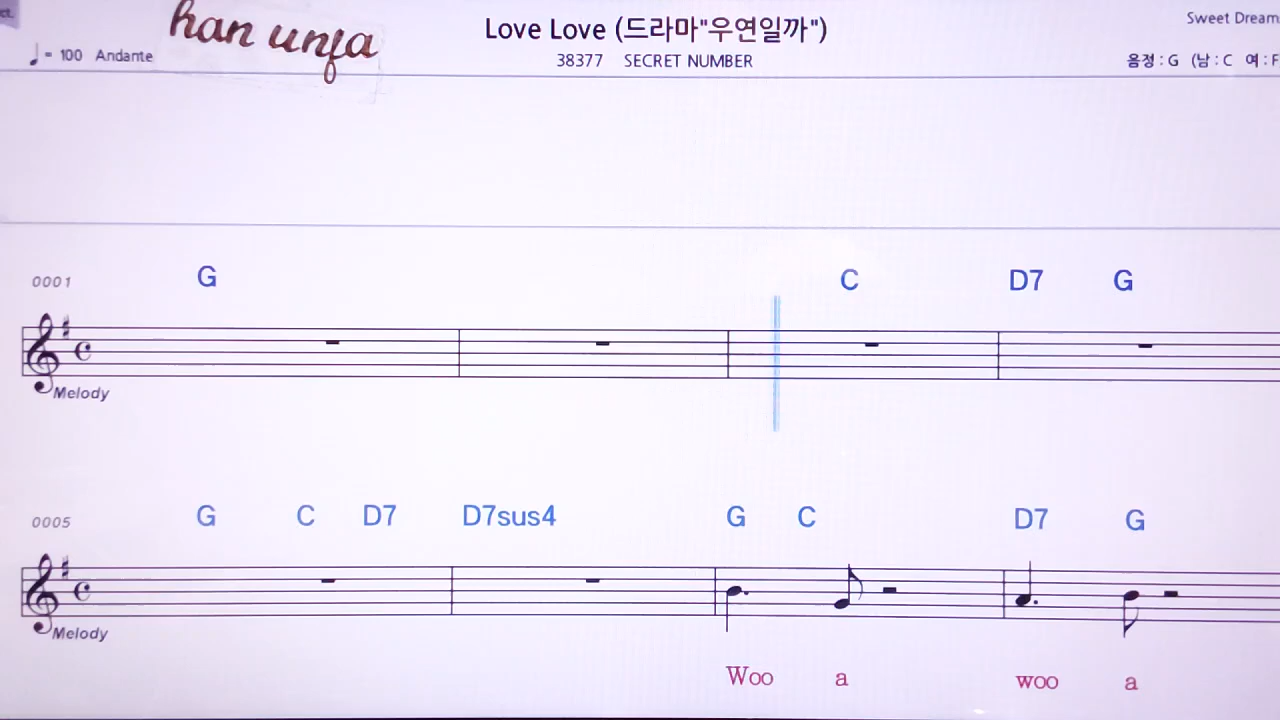 ct.
han unfa
Love Love (드라마"우연일까")
Sweet Dream
♩= 100 Andante
38377 SECRET NUMBER
음정 : G (남 : C 여 : F
0001 G C D7 G
Melody
0005 G C D7 D7sus4 G C D7 G
Melody
Woo a woo a